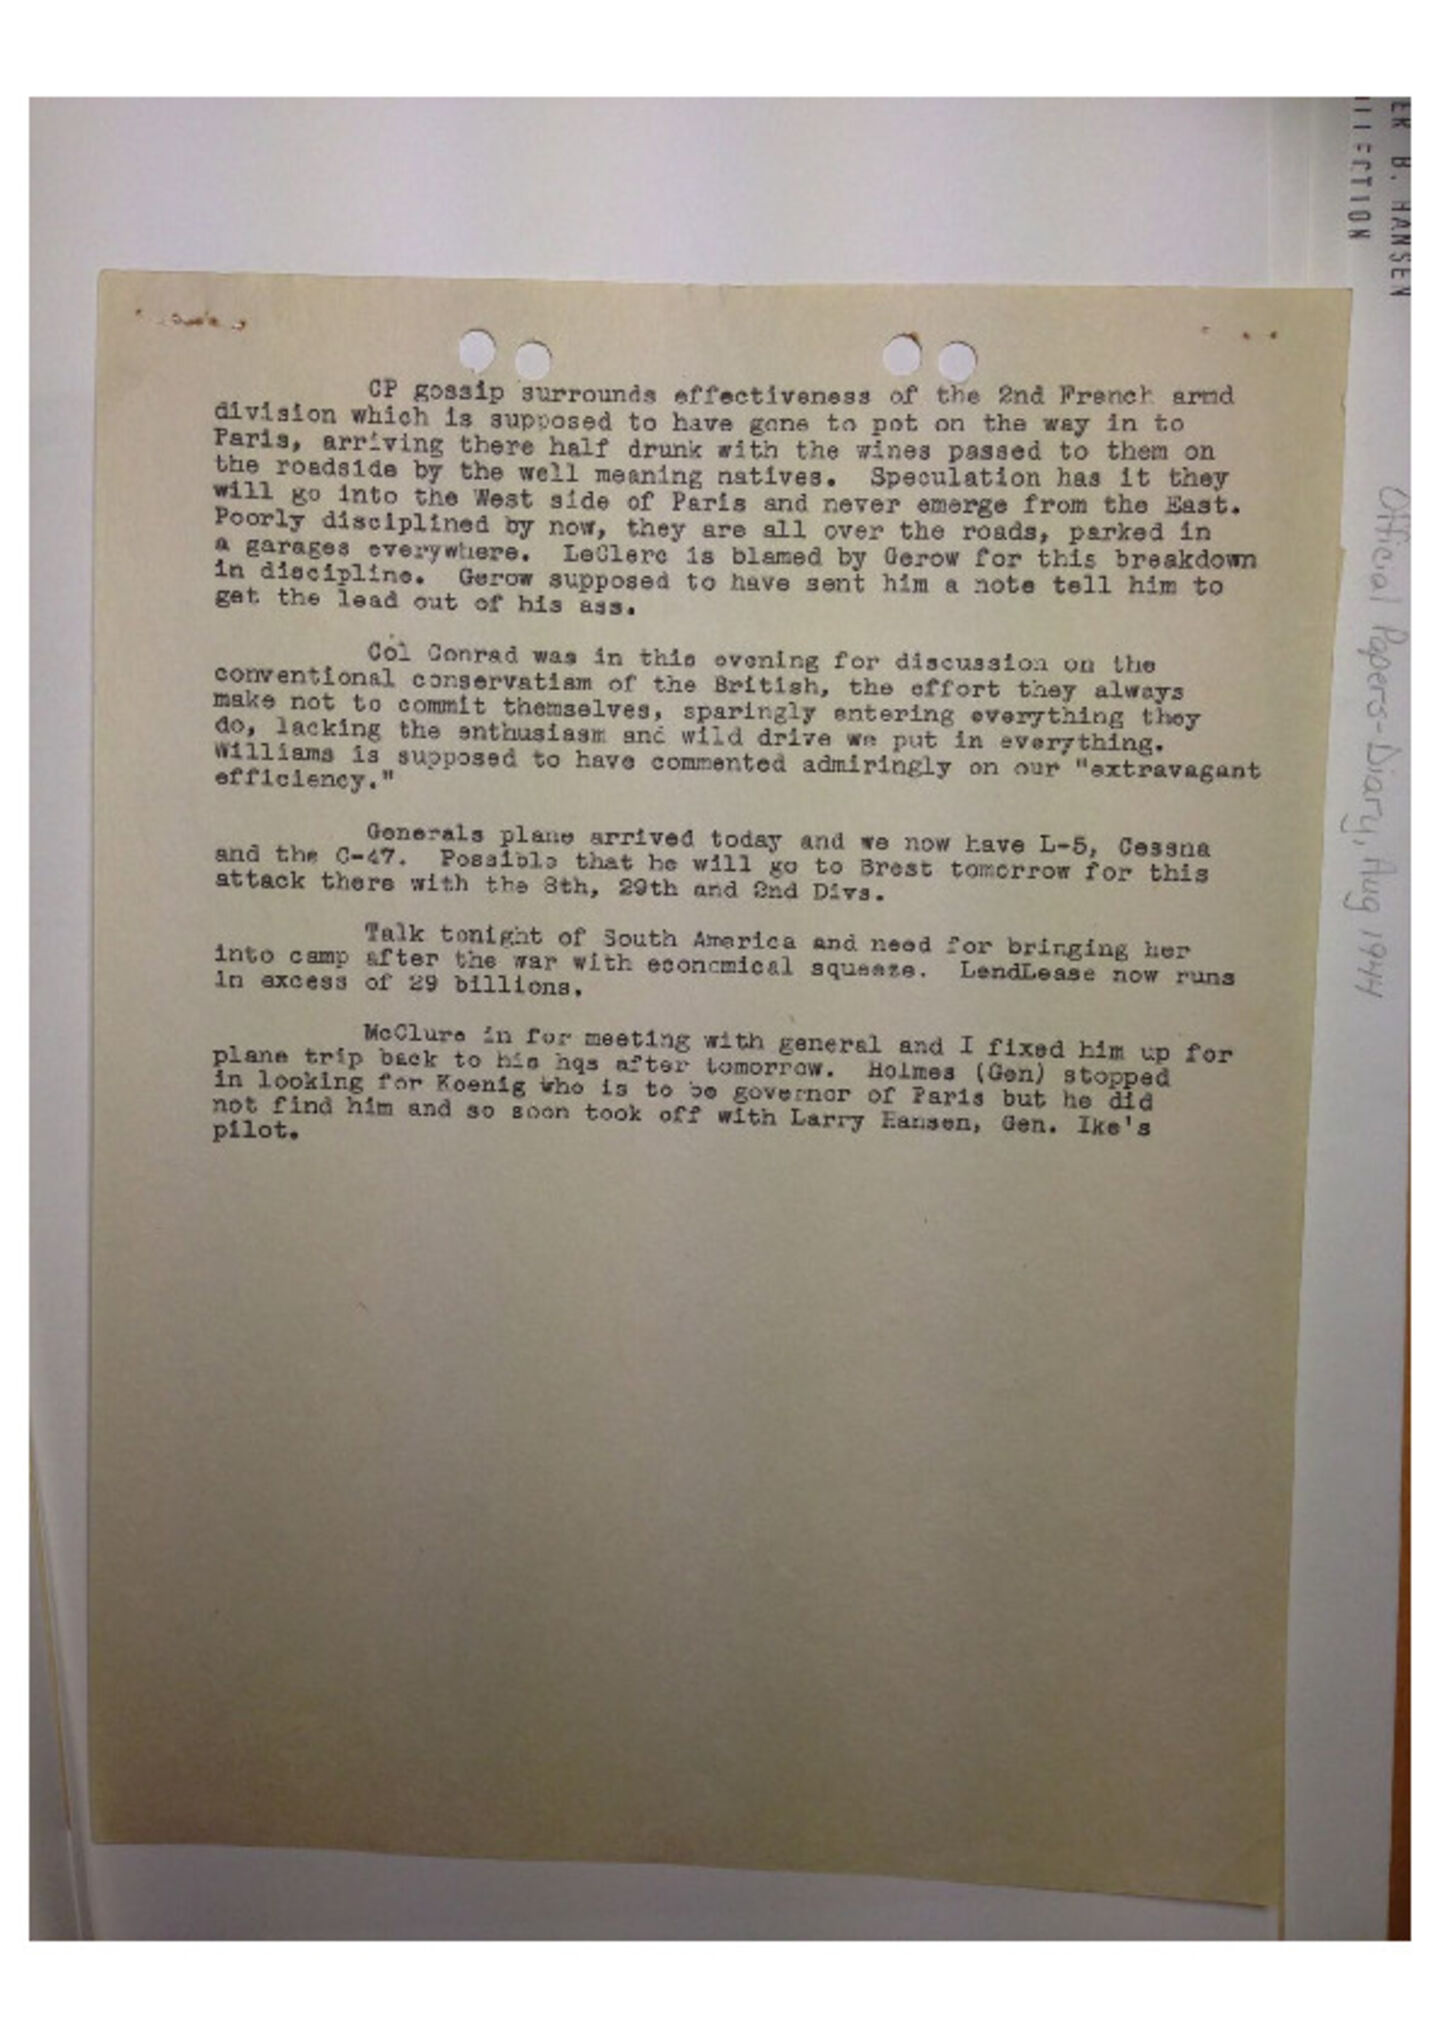 ER B. HANSEN
LLECTION
CP gossip surrounds effectiveness of the 2nd French armd
division which is supposed to have gone to pot on the way in to
Paris, arriving there half drunk with the wines passed to them on
the roadside by the well meaning natives. Speculation has it they
will go into the West side of Paris and never emerge from the East.
Poorly disciplined by now, they are all over the roads, parked in
a garages everywhere. LeClerc is blamed by Gerow for this breakdown
in discipline. Gerow supposed to have sent him a note tell him to
get the lead out of his ass.
Col Conrad was in this evening for discussion on the
conventional conservatism of the British, the effort they always
make not to commit themselves, sparingly entering everything they
do, lacking the enthusiasm and wild drive we put in everything.
Williams is supposed to have commented admiringly on our "extravagant
efficiency."
Generals plane arrived today and we now have L-5, Cessna
and the C-47. Possible that he will go to Brest tomorrow for this
attack there with the 8th, 29th and 2nd Divs.
Talk tonight of South America and need for bringing her
into camp after the war with economical squeeze. LendLease now runs
in excess of 29 billions.
McClure in for meeting with general and I fixed him up for
plane trip back to his hqs after tomorrow. Holmes (Gen) stopped
in looking for Koenig who is to be governor of Paris but he did
not find him and so soon took off with Larry Hansen, Gen. Ike's
pilot.
Official Papers-Diary, Aug 1944